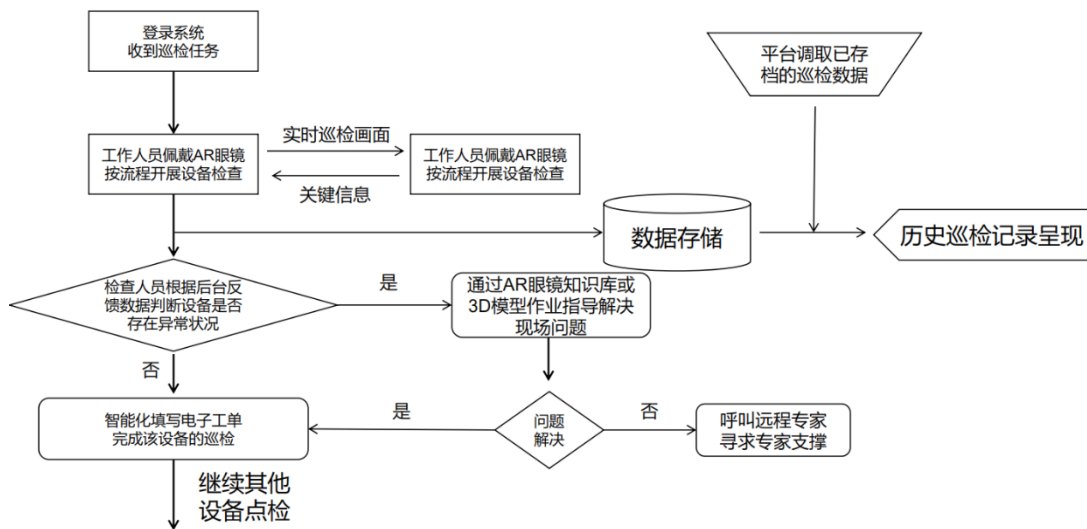 登录系统
收到巡检任务
平台调取已存
档的巡检数据
实时巡检画面
工作人员佩戴AR眼镜
按流程开展设备检查
工作人员佩戴AR眼镜
按流程开展设备检查
关键信息
数据存储
历史巡检记录呈现
检查人员根据后台反
馈数据判断设备是否
存在异常状况
是
通过AR眼镜知识库或
3D模型作业指导解决
现场问题
否
智能化填写电子工单
完成该设备的巡检
是
问题
解决
否
呼叫远程专家
寻求专家支撑
继续其他
设备点检